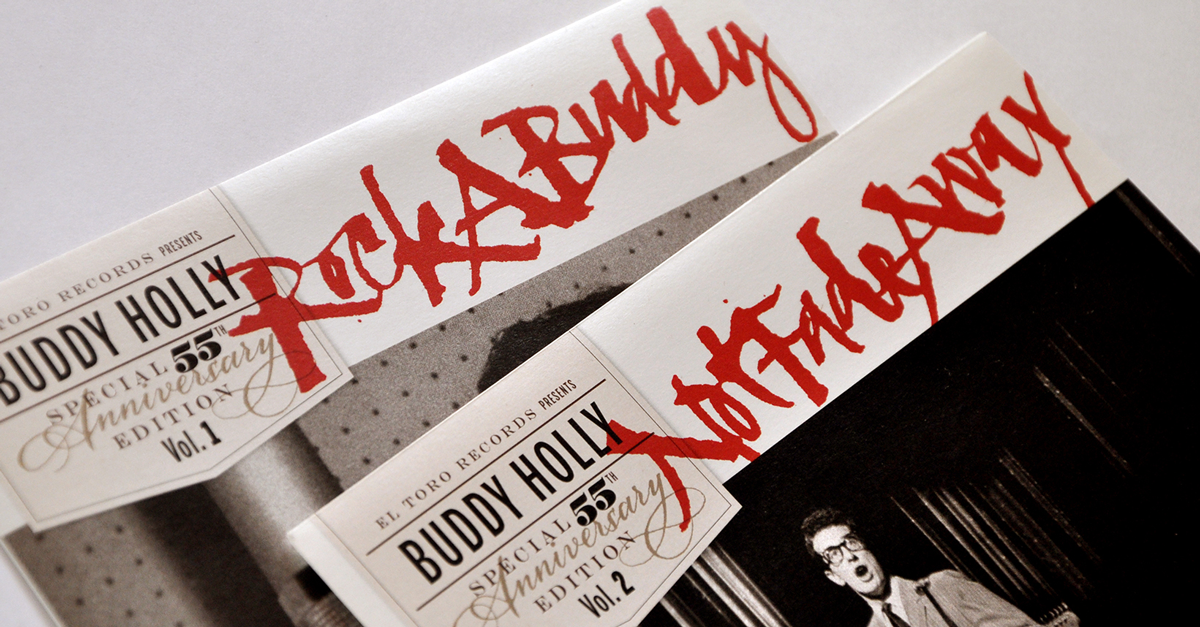 RockABuddy
TORO RECORDS PRESENTS
BUDDY HOLLY
SPECIAL 55TH
Anniversary
EDITION
Vol. 1
NotFadeAway
EL TORO RECORDS PRESENTS
BUDDY HOLLY
SPECIAL 55TH
Anniversary
EDITION
Vol. 2